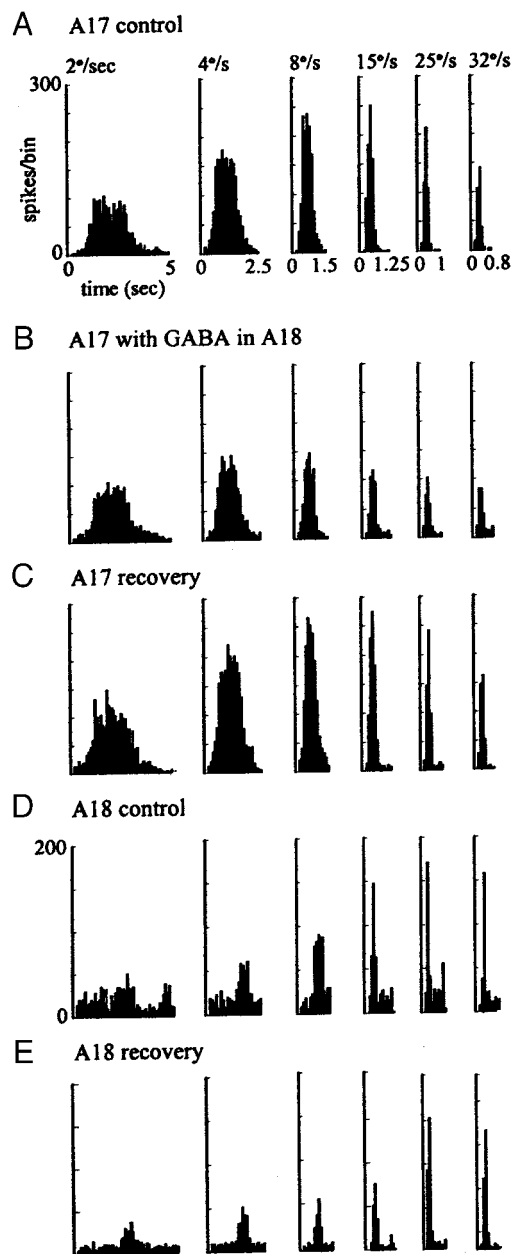 A A17 control
2°/sec 4°/s 8°/s 15°/s 25°/s 32°/s
300
spikes/bin
0
0 5 0 2.5 0 1.5 0 1.25 0 1 0 0.8
time (sec)
B A17 with GABA in A18
C A17 recovery
D A18 control
200
0
E A18 recovery